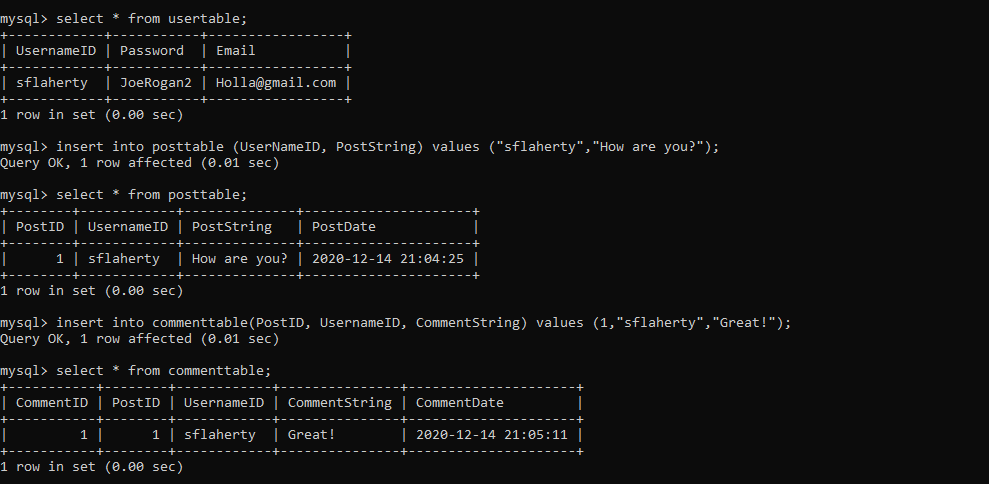 mysql> select * from usertable;
+------------+-----------+-----------------+
| UsernameID | Password  | Email           |
+------------+-----------+-----------------+
| sflaherty  | JoeRogan2 | Holla@gmail.com |
+------------+-----------+-----------------+
1 row in set (0.00 sec)
mysql> insert into posttable (UserNameID, PostString) values ("sflaherty","How are you?");
Query OK, 1 row affected (0.01 sec)
mysql> select * from posttable;
+--------+------------+--------------+---------------------+
| PostID | UsernameID | PostString   | PostDate            |
+--------+------------+--------------+---------------------+
|      1 | sflaherty  | How are you? | 2020-12-14 21:04:25 |
+--------+------------+--------------+---------------------+
1 row in set (0.00 sec)
mysql> insert into commenttable(PostID, UsernameID, CommentString) values (1,"sflaherty","Great!");
Query OK, 1 row affected (0.01 sec)
mysql> select * from commenttable;
+-----------+--------+------------+---------------+---------------------+
| CommentID | PostID | UsernameID | CommentString | CommentDate         |
+-----------+--------+------------+---------------+---------------------+
|         1 |      1 | sflaherty  | Great!        | 2020-12-14 21:05:11 |
+-----------+--------+------------+---------------+---------------------+
1 row in set (0.00 sec)